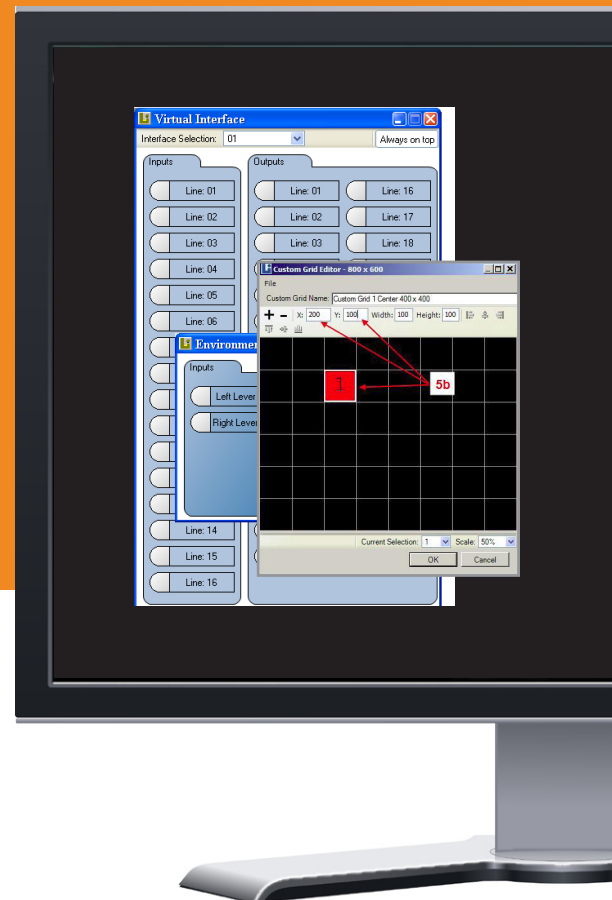 Virtual Interface
Interface Selection: 01
Always on top
Inputs
Outputs
Line: 01 Line: 01 Line: 16
Line: 02 Line: 02 Line: 17
Line: 03 Line: 03 Line: 18
Line: 04
Line: 05
Line: 06
Line: 14
Line: 15
Line: 16
Environme
Inputs
Left Lever
Right Leve
Custom Grid Editor - 800 x 600
File
Custom Grid Name: Custom Grid 1 Center 400 x 400
X: 200 Y: 100 Width: 100 Height: 100
1
5b
Current Selection: 1 Scale: 50%
OK Cancel